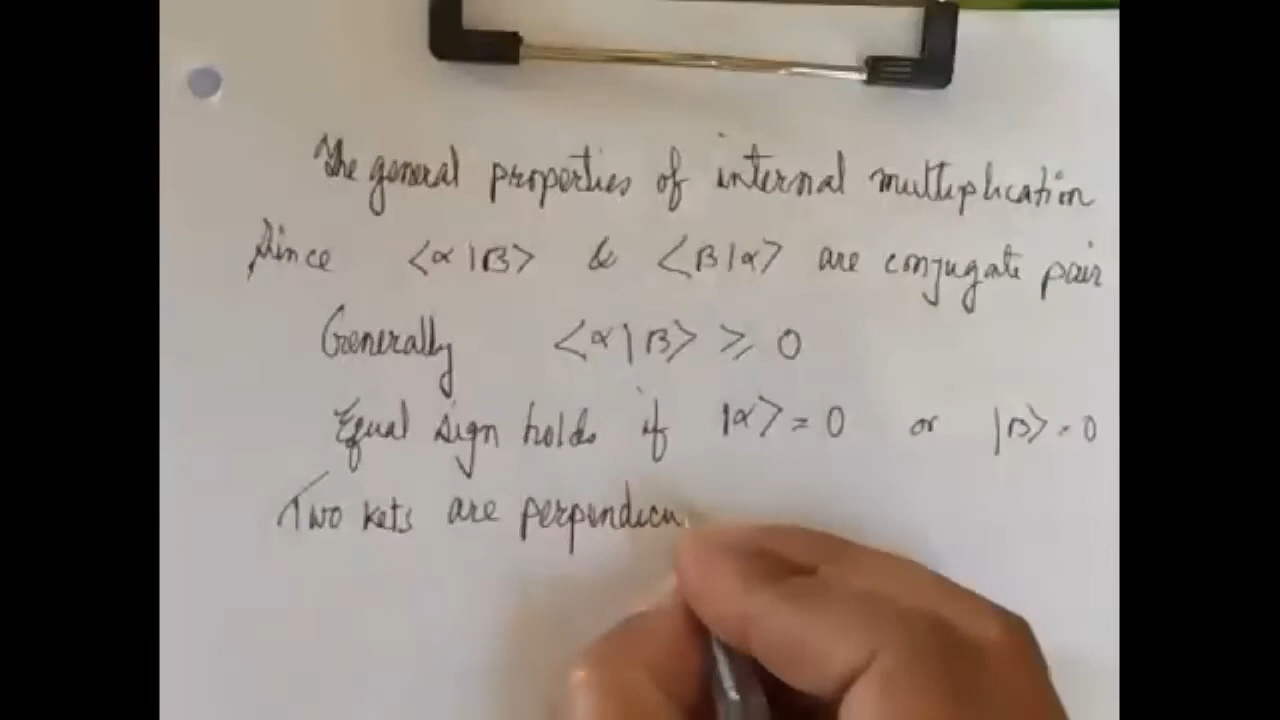 The general properties of internal multiplication
Since <α|β> & <β|α> are conjugate pair
Generally <α|β> ⩾ 0
Equal sign holds if |α> = 0 or |β> = 0
Two kets are perpendicu